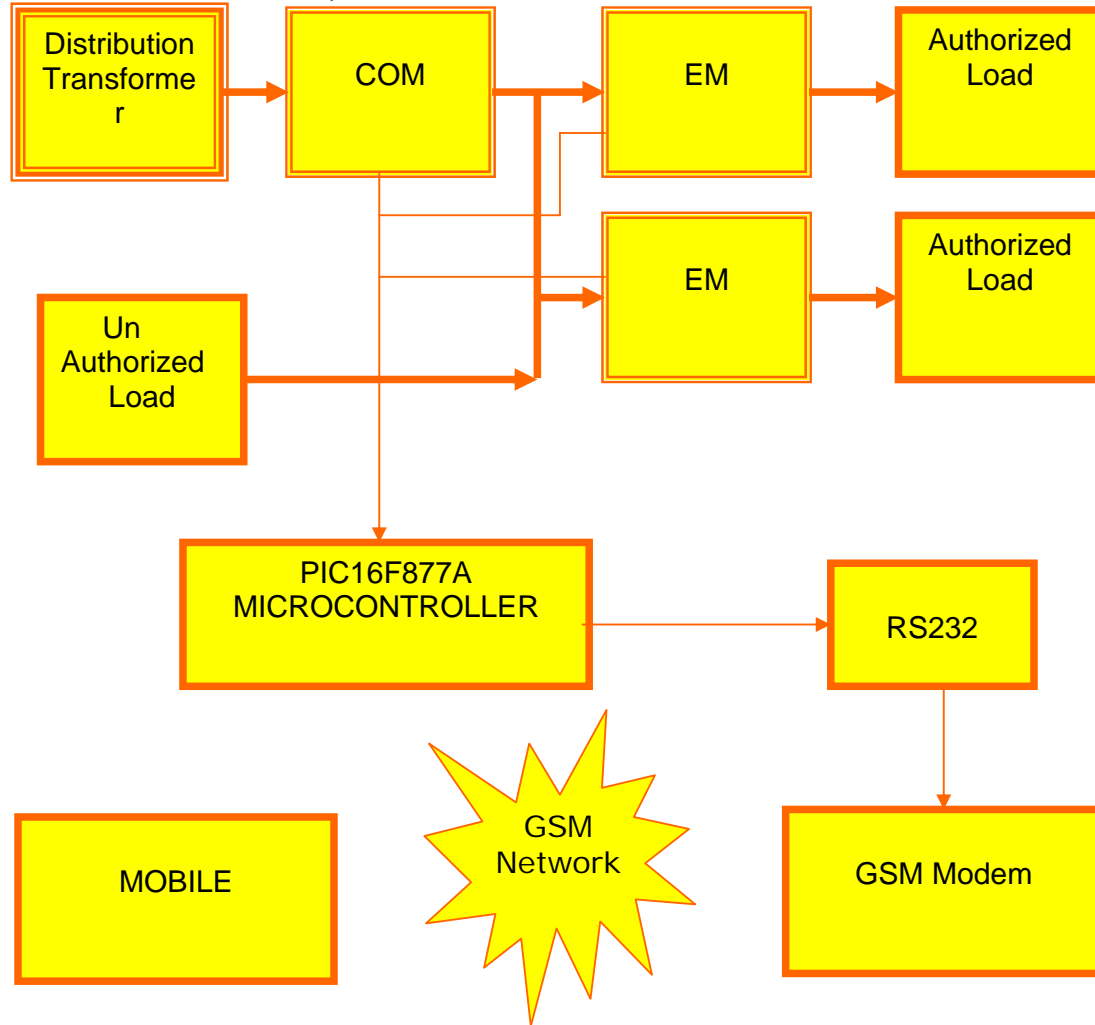 Distribution
Transforme
r
COM
EM
Authorized
Load
EM
Authorized
Load
Un
Authorized
Load
PIC16F877A
MICROCONTROLLER
RS232
GSM
Network
MOBILE
GSM Modem